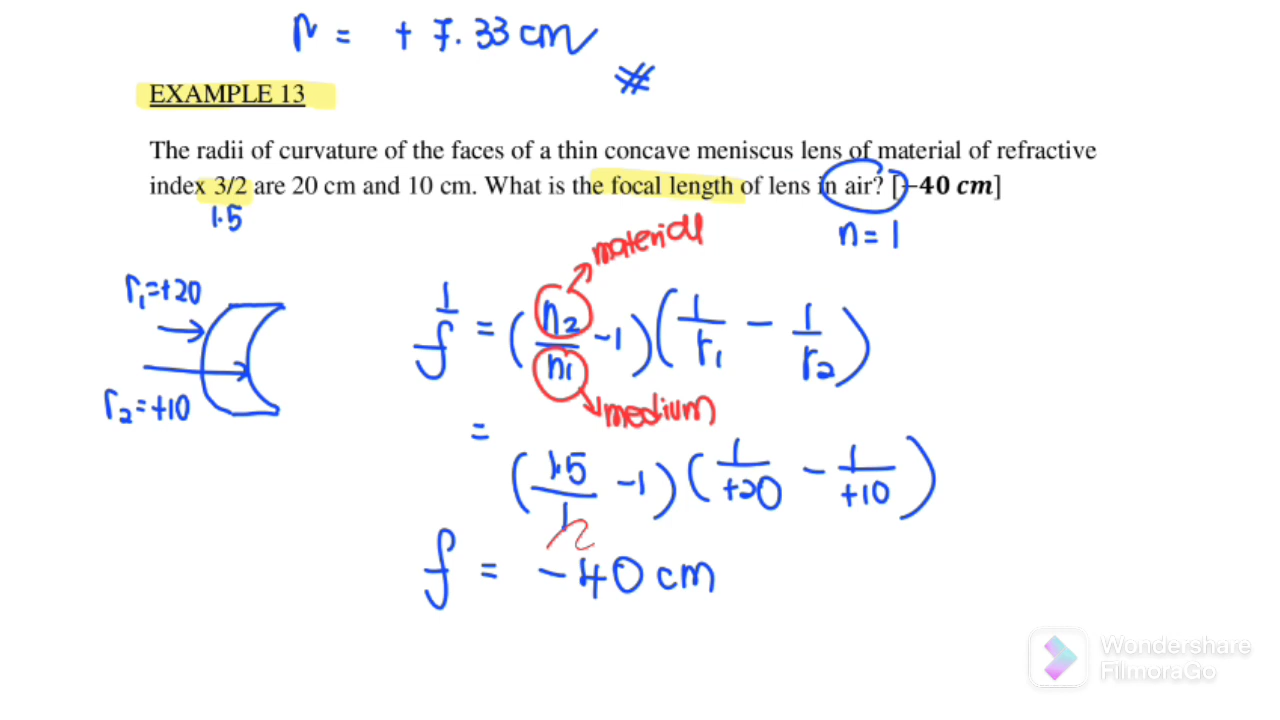 r = + 7.33 cm
#
EXAMPLE 13
The radii of curvature of the faces of a thin concave meniscus lens of material of refractive
index 3/2 are 20 cm and 10 cm. What is the focal length of lens in air? [−40 cm]
1.5
n = 1
material
r₁=+20
r₂=+10
1/f = (n₂/n₁ −1)(1/r₁ − 1/r₂)
medium
= (1.5/1 −1)(1/+20 − 1/+10)
f = −40 cm
Wondershare
FilmoraGo